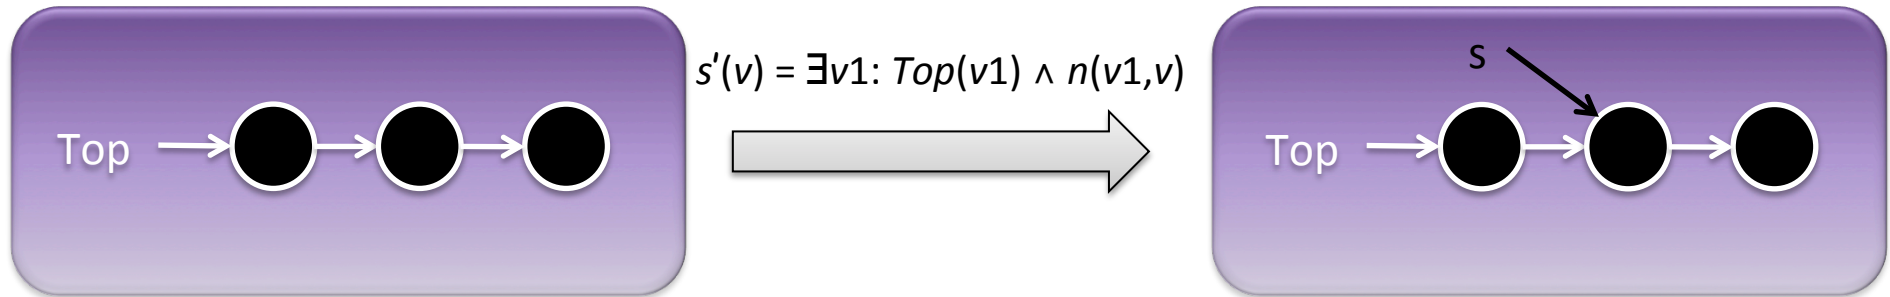 Top
s'(v) = ∃v1: Top(v1) ∧ n(v1,v)
s
Top